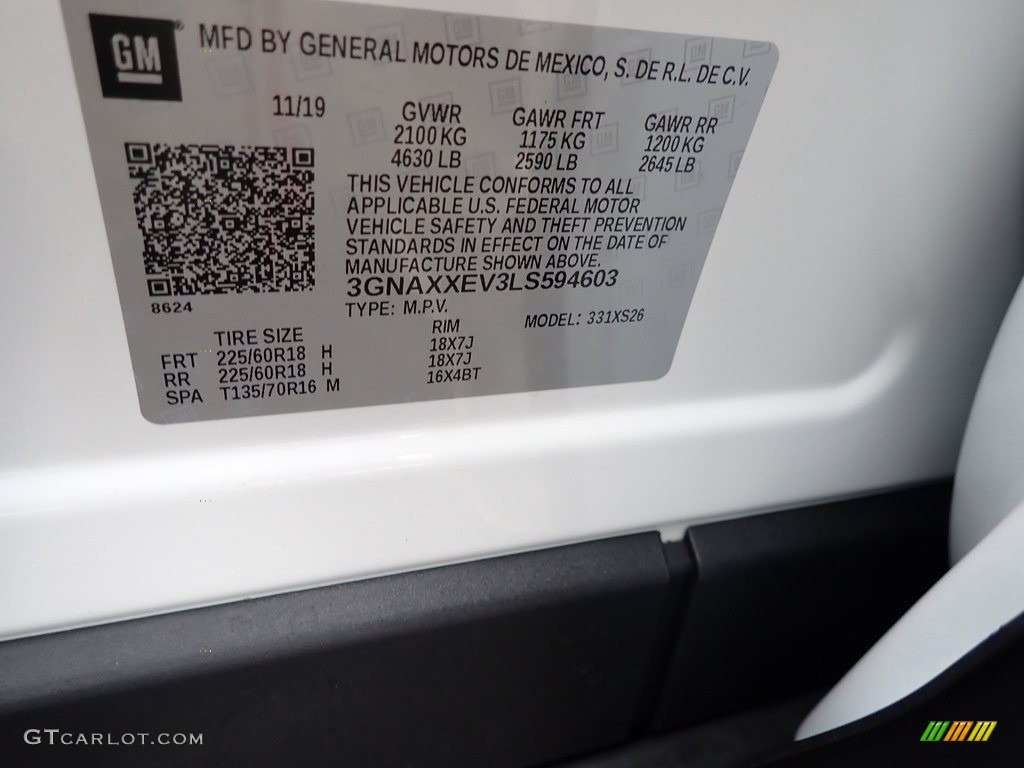 GM
MFD BY GENERAL MOTORS DE MEXICO, S. DE R.L. DE C.V.
11/19 GVWR GAWR FRT GAWR RR
2100 KG 1175 KG 1200 KG
4630 LB 2590 LB 2645 LB
THIS VEHICLE CONFORMS TO ALL
APPLICABLE U.S. FEDERAL MOTOR
VEHICLE SAFETY AND THEFT PREVENTION
STANDARDS IN EFFECT ON THE DATE OF
MANUFACTURE SHOWN ABOVE.
3GNAXXEV3LS594603
8624
TYPE: M.P.V. MODEL: 331XS26
TIRE SIZE RIM
FRT 225/60R18 H 18X7J
RR 225/60R18 H 18X7J
SPA T135/70R16 M 16X4BT
GTCARLOT.COM